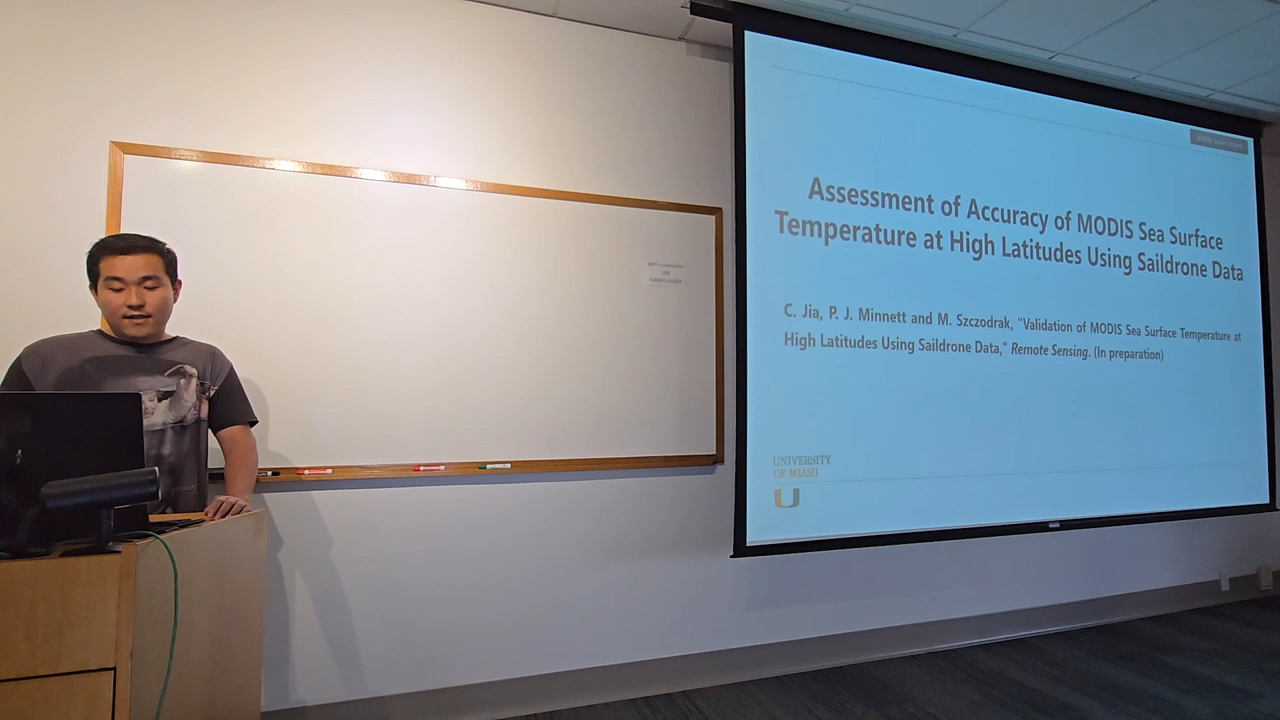 Assessment of Accuracy of MODIS Sea Surface
Temperature at High Latitudes Using Saildrone Data
C. Jia, P. J. Minnett and M. Szczodrak, "Validation of MODIS Sea Surface Temperature at
High Latitudes Using Saildrone Data," Remote Sensing. (In preparation)
UNIVERSITY
OF MIAMI